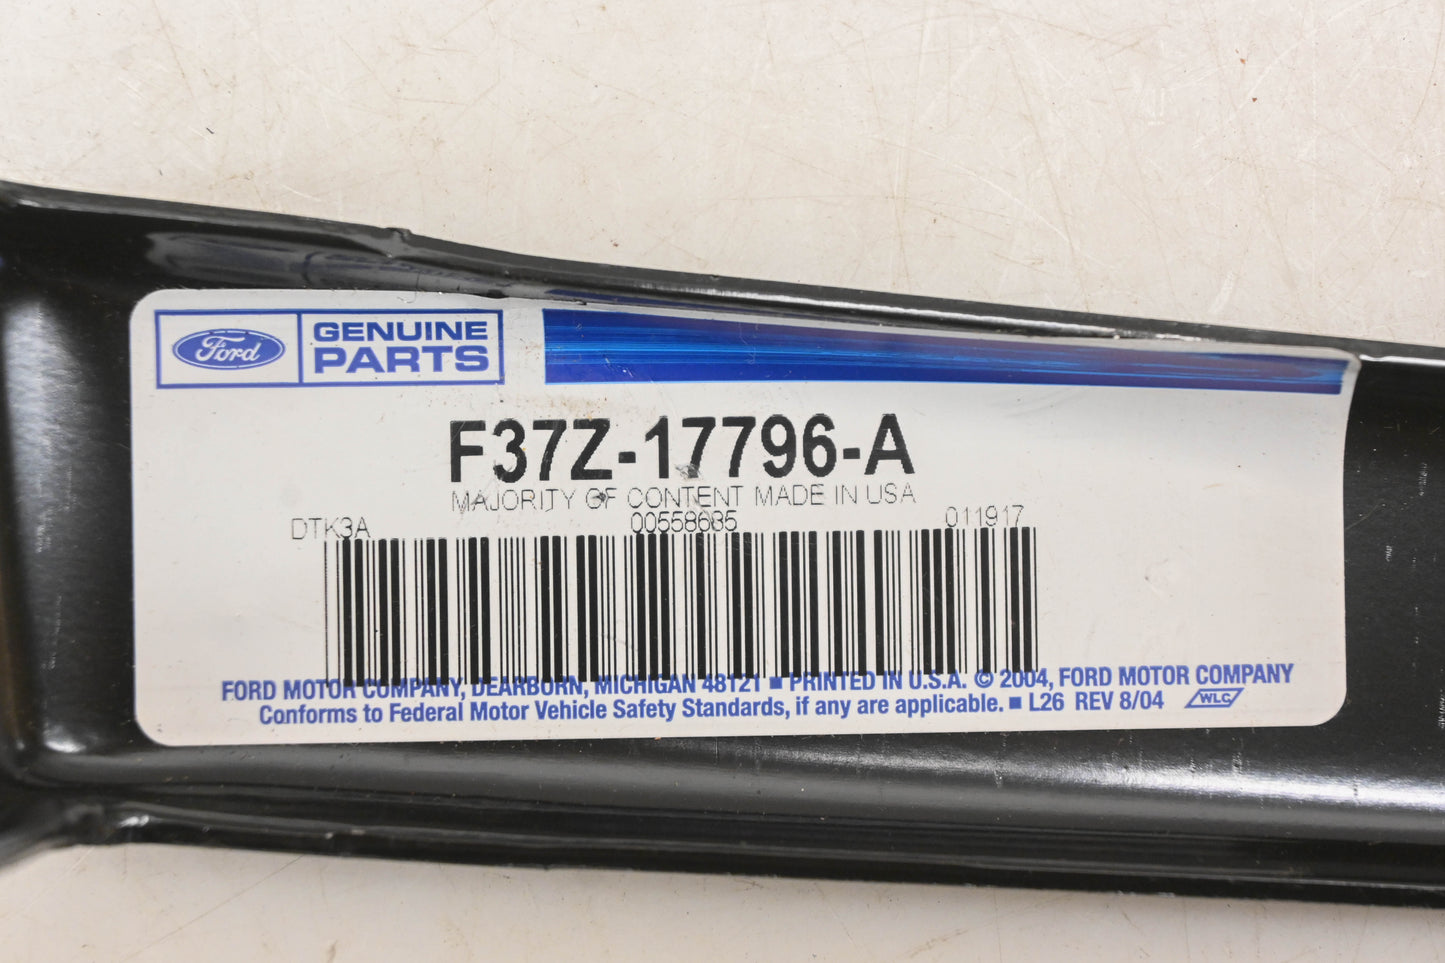 Ford
GENUINE
PARTS
F37Z-17796-A
MAJORITY OF CONTENT MADE IN USA
DTK3A 00558685 011917
FORD MOTOR COMPANY, DEARBORN, MICHIGAN 48121 ■ PRINTED IN U.S.A. © 2004, FORD MOTOR COMPANY
Conforms to Federal Motor Vehicle Safety Standards, if any are applicable. ■ L26 REV 8/04 WLC